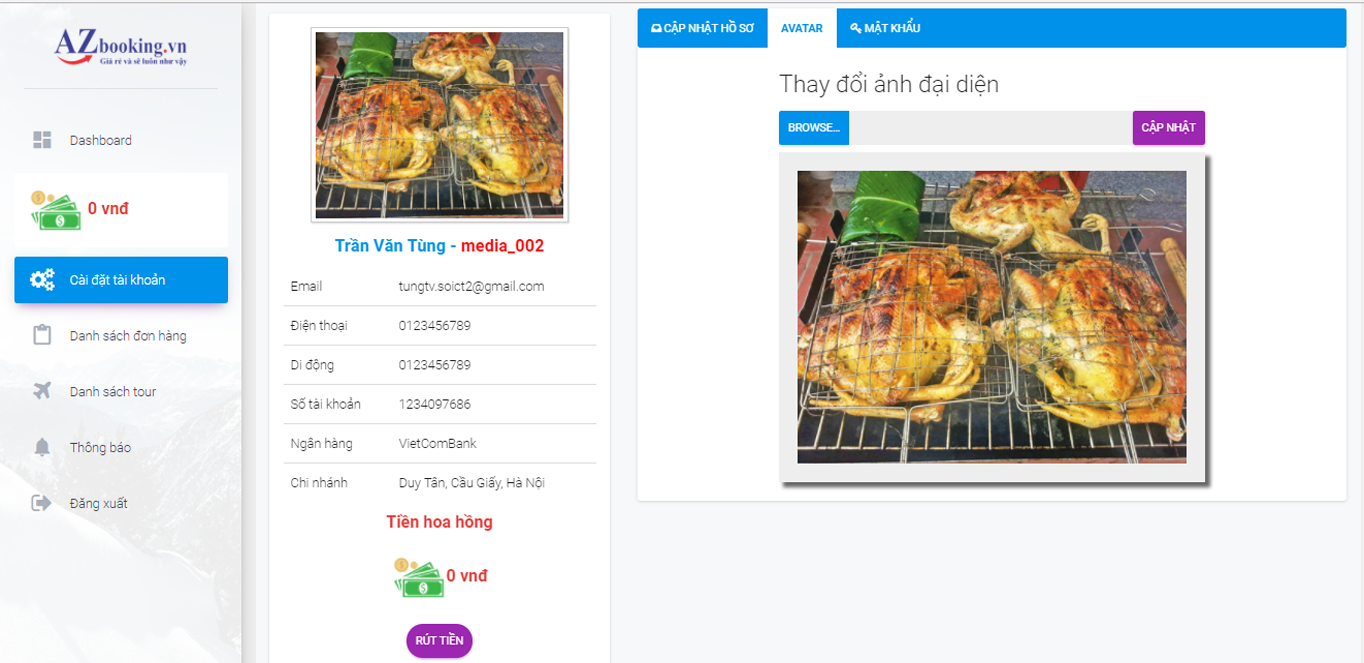 AZbooking.vn
Giá rẻ và sẽ luôn như vậy
Dashboard
0 vnđ
Cài đặt tài khoản
Danh sách đơn hàng
Danh sách tour
Thông báo
Đăng xuất
Trần Văn Tùng - media_002
Email tungtv.soict2@gmail.com
Điện thoại 0123456789
Di động 0123456789
Số tài khoản 1234097686
Ngân hàng VietComBank
Chi nhánh Duy Tân, Cầu Giấy, Hà Nội
Tiền hoa hồng
0 vnđ
RÚT TIỀN
CẬP NHẬT HỒ SƠ AVATAR MẬT KHẨU
Thay đổi ảnh đại diện
BROWSE... CẬP NHẬT